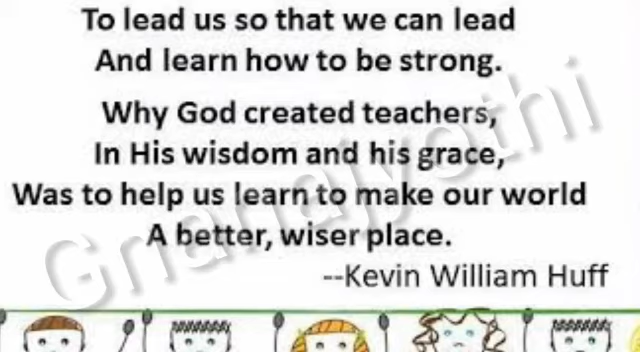 To lead us so that we can lead
And learn how to be strong.
Why God created teachers,
In His wisdom and his grace,
Was to help us learn to make our world
A better, wiser place.
--Kevin William Huff
Gnanajyothi